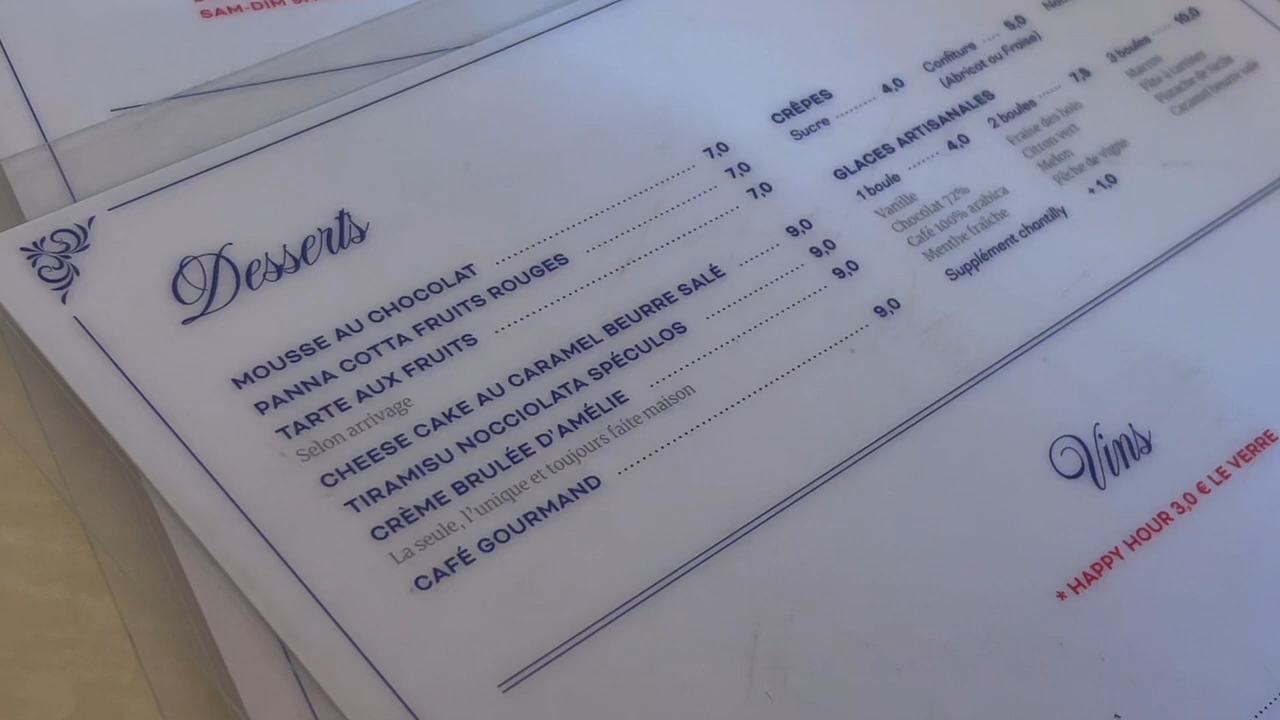 SAM-DIM
Desserts
MOUSSE AU CHOCOLAT 7,0
PANNA COTTA FRUITS ROUGES 7,0
TARTE AUX FRUITS 7,0
Selon arrivage
CHEESE CAKE AU CARAMEL BEURRE SALÉ 9,0
TIRAMISU NOCCIOLATA SPÉCULOS 9,0
CRÈME BRULÉE D'AMÉLIE 9,0
La seule, l'unique et toujours faite maison
CAFÉ GOURMAND 9,0
CRÊPES
Sucre 4,0 Confiture 5,0
(Abricot ou Fraise)
GLACES ARTISANALES
1 boule 4,0 2 boules 7,5 3 boules 10,0
Vanille
Chocolat 72%
Café 100% arabica
Menthe fraîche
Fraise des bois
Citron vert
Melon
Pêche de vigne
Caramel beurre salé
Supplément chantilly + 1,0
Vins
* HAPPY HOUR 3,0 € LE VERRE